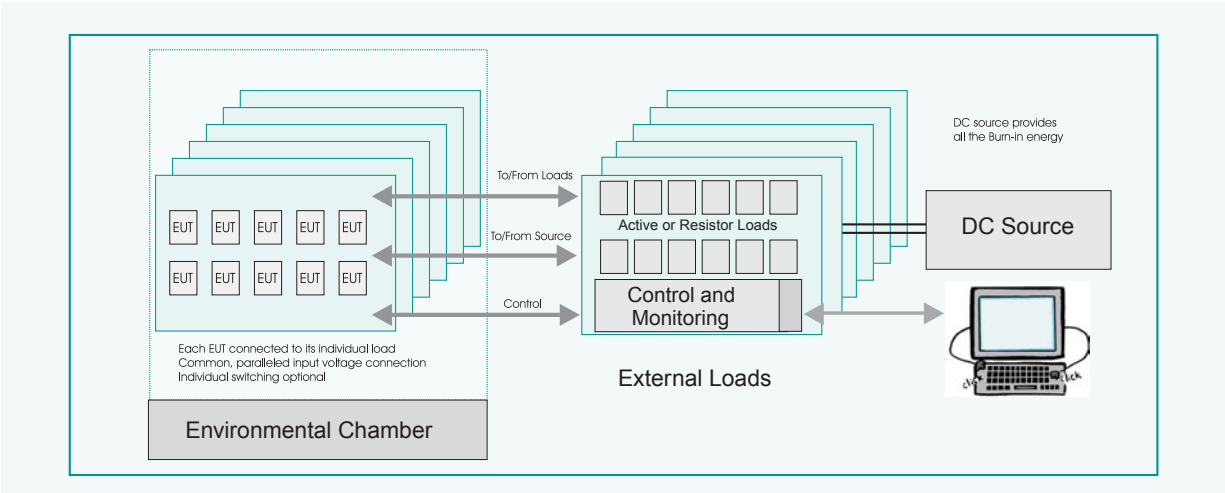 DC source provides
all the Burn-in energy
To/From Loads
EUT EUT EUT EUT EUT
Active or Resistor Loads
DC Source
To/From Source
EUT EUT EUT EUT EUT
Control
Control and
Monitoring
click click
Each EUT connected to its individual load
Common, paralleled input voltage connection
Individual switching optional
External Loads
Environmental Chamber